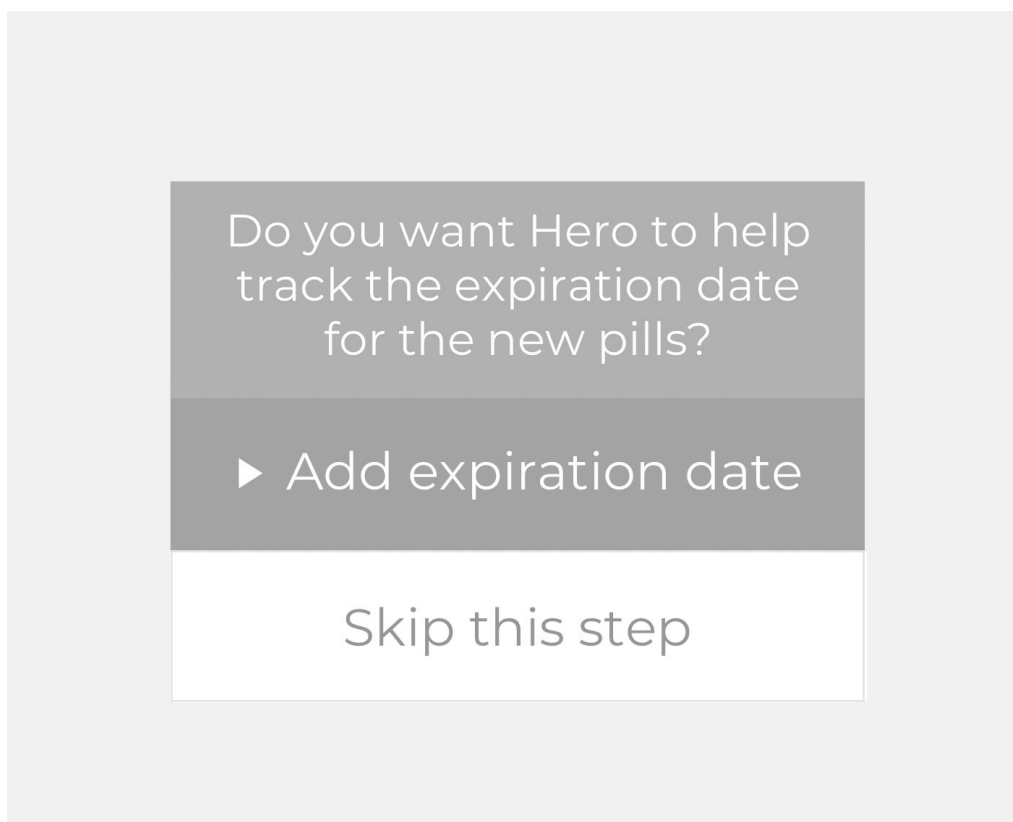 Do you want Hero to help
track the expiration date
for the new pills?
Add expiration date
Skip this step